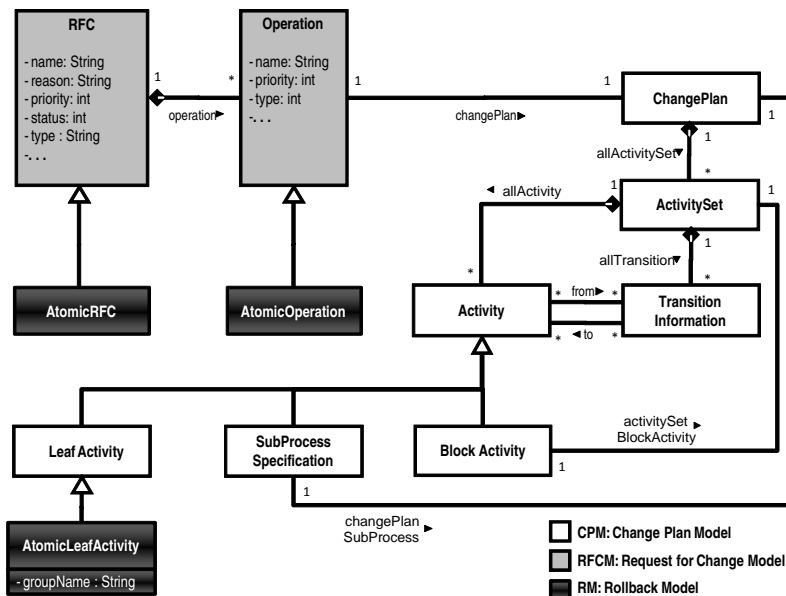 RFC
- name: String
- reason: String
- priority: int
- status: int
- type : String
-. . .
Operation
- name: String
- priority: int
- type: int
-. . .
1
*
operation▸
1
1
changePlan▸
ChangePlan
1
1
allActivitySet▾
*
◂ allActivity
1
ActivitySet
1
1
allTransition▾
*
*
AtomicRFC
AtomicOperation
Activity
* from▸ *
* ◂to *
Transition
Information
Leaf Activity
SubProcess
Specification
Block Activity
activitySet ▸
BlockActivity
1
1
changePlan ▸
SubProcess
AtomicLeafActivity
- groupName : String
CPM: Change Plan Model
RFCM: Request for Change Model
RM: Rollback Model